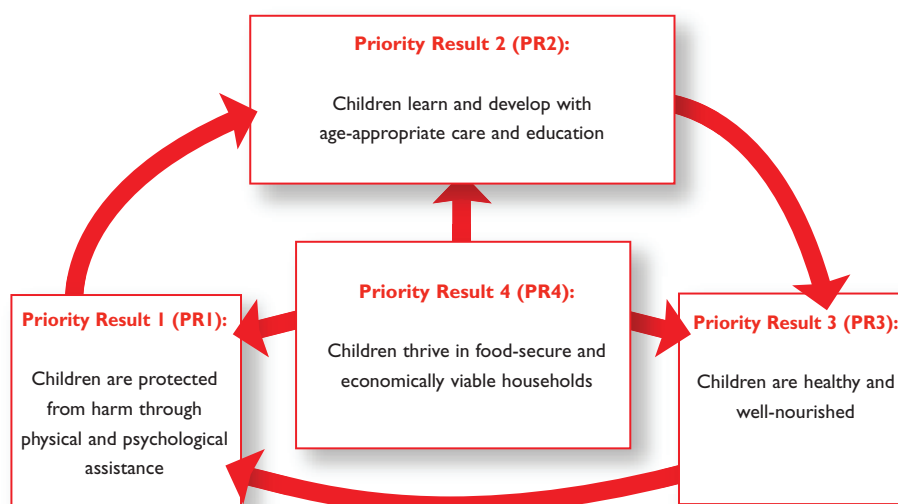 Priority Result 2 (PR2):
Children learn and develop with
age-appropriate care and education
Priority Result 4 (PR4):
Children thrive in food-secure and
economically viable households
Priority Result 1 (PR1):
Children are protected
from harm through
physical and psychological
assistance
Priority Result 3 (PR3):
Children are healthy and
well-nourished